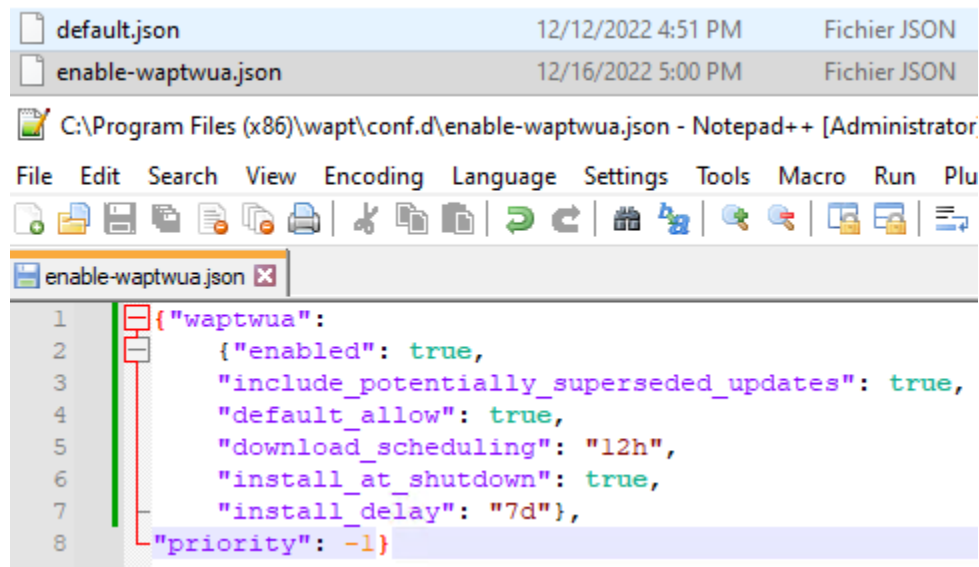 default.json 12/12/2022 4:51 PM Fichier JSON
enable-waptwua.json 12/16/2022 5:00 PM Fichier JSON
C:\Program Files (x86)\wapt\conf.d\enable-waptwua.json - Notepad++ [Administrator]
File Edit Search View Encoding Language Settings Tools Macro Run Plu
enable-waptwua.json
1 {"waptwua":
2 {"enabled": true,
3 "include_potentially_superseded_updates": true,
4 "default_allow": true,
5 "download_scheduling": "12h",
6 "install_at_shutdown": true,
7 "install_delay": "7d"},
8 "priority": -1}